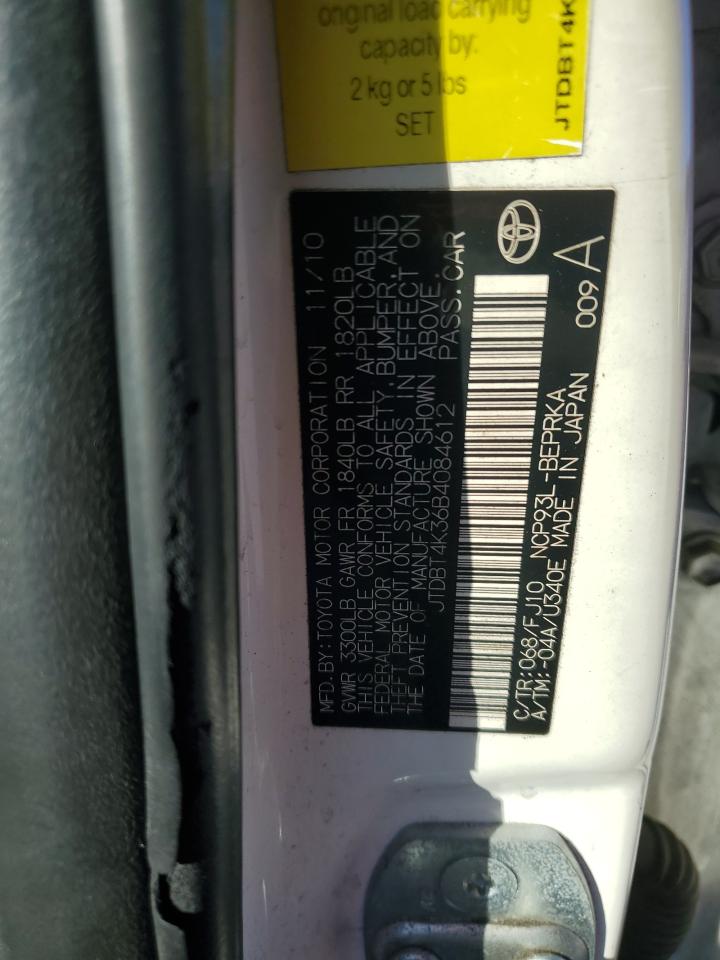 original load carrying
capacity by:
2 kg or 5 lbs
SET
JTDBT4K
MFD. BY: TOYOTA MOTOR CORPORATION 11/10
GVWR 3300LB GAWR FR 1840LB RR 1820LB
THIS VEHICLE CONFORMS TO ALL APPLICABLE
FEDERAL MOTOR VEHICLE SAFETY, BUMPER, AND
THEFT PREVENTION STANDARDS IN EFFECT ON
THE DATE OF MANUFACTURE SHOWN ABOVE.
JTDBT4K36B4084612 PASS. CAR
C/TR:068/FJ10 NCP93L-BEPRKA
A/TM:-04A/U340E MADE IN JAPAN 009 A